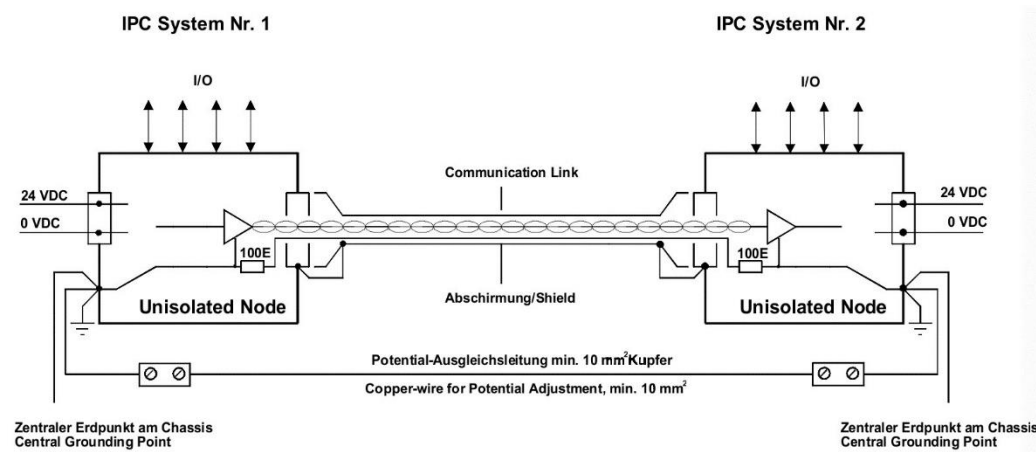 IPC System Nr. 1
IPC System Nr. 2
I/O
I/O
Communication Link
24 VDC
24 VDC
0 VDC
0 VDC
100E
100E
Abschirmung/Shield
Unisolated Node
Unisolated Node
Potential-Ausgleichsleitung min. 10 mm²Kupfer
Copper-wire for Potential Adjustment, min. 10 mm²
Zentraler Erdpunkt am Chassis
Central Grounding Point
Zentraler Erdpunkt am Chassis
Central Grounding Point